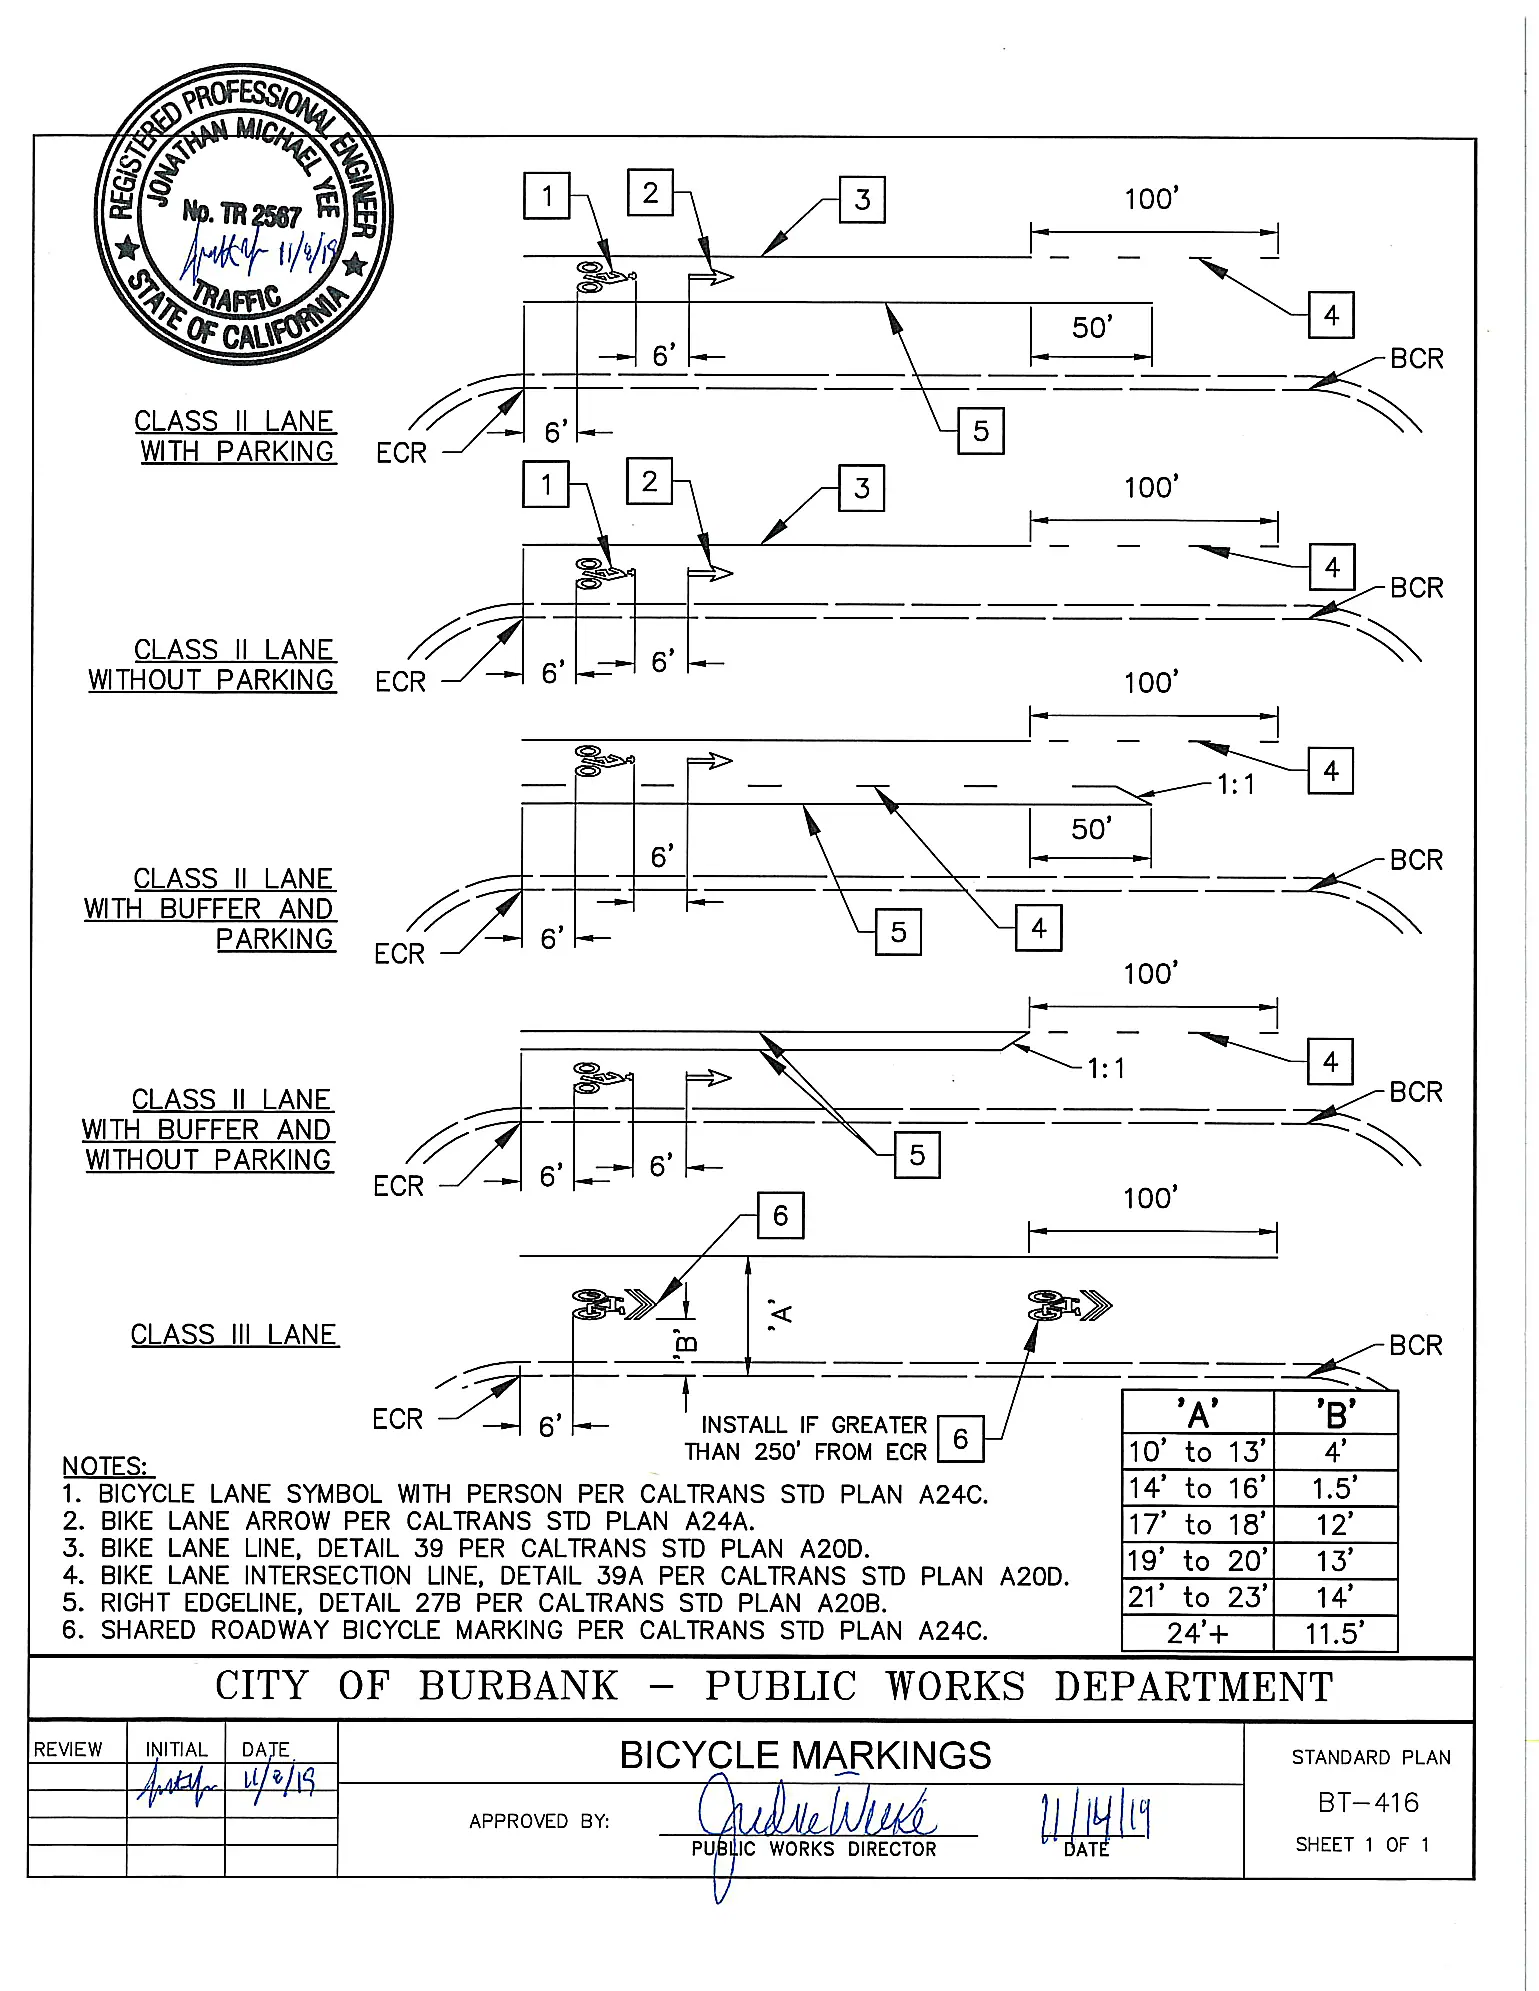 REGISTERED PROFESSIONAL ENGINEER
JONATHAN MICHAEL YEE
No. TR 2567
11/8/19
TRAFFIC
STATE OF CALIFORNIA
1
2
3
100'
4
50'
6'
BCR
CLASS II LANE
WITH PARKING
ECR
6'
5
1
2
3
100'
4
BCR
CLASS II LANE
WITHOUT PARKING
ECR
6'
6'
100'
4
1:1
50'
6'
BCR
CLASS II LANE
WITH BUFFER AND
PARKING
ECR
6'
5
4
100'
4
1:1
BCR
CLASS II LANE
WITH BUFFER AND
WITHOUT PARKING
ECR
6'
6'
5
6
100'
'A'
'B'
CLASS III LANE
BCR
ECR
6'
INSTALL IF GREATER
THAN 250' FROM ECR
6
'A' 'B'
10' to 13' 4'
14' to 16' 1.5'
17' to 18' 12'
19' to 20' 13'
21' to 23' 14'
24'+ 11.5'
NOTES:
1. BICYCLE LANE SYMBOL WITH PERSON PER CALTRANS STD PLAN A24C.
2. BIKE LANE ARROW PER CALTRANS STD PLAN A24A.
3. BIKE LANE LINE, DETAIL 39 PER CALTRANS STD PLAN A20D.
4. BIKE LANE INTERSECTION LINE, DETAIL 39A PER CALTRANS STD PLAN A20D.
5. RIGHT EDGELINE, DETAIL 27B PER CALTRANS STD PLAN A20B.
6. SHARED ROADWAY BICYCLE MARKING PER CALTRANS STD PLAN A24C.
CITY OF BURBANK – PUBLIC WORKS DEPARTMENT
REVIEW INITIAL DATE
11/8/19
BICYCLE MARKINGS
APPROVED BY:
PUBLIC WORKS DIRECTOR
11/14/19
DATE
STANDARD PLAN
BT–416
SHEET 1 OF 1